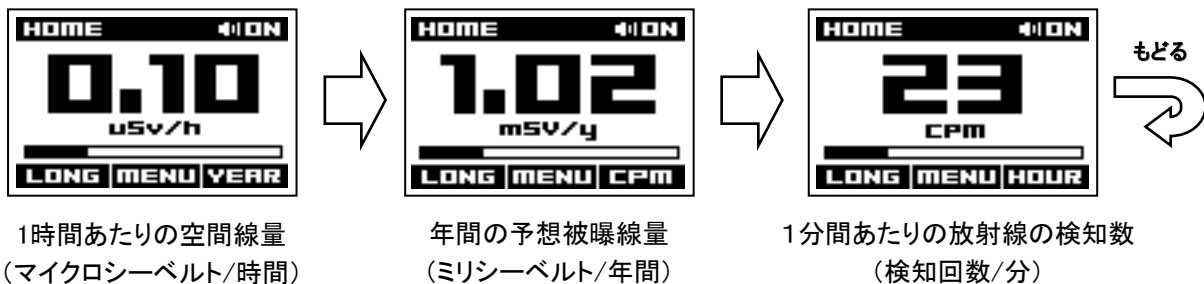 HOME ON
0.10
uSv/h
LONG MENU YEAR
1時間あたりの空間線量
(マイクロシーベルト/時間)
HOME ON
1.02
mSV/y
LONG MENU CPM
年間の予想被曝線量
(ミリシーベルト/年間)
HOME ON
23
CPM
LONG MENU HOUR
1分間あたりの放射線の検知数
(検知回数/分)
もどる